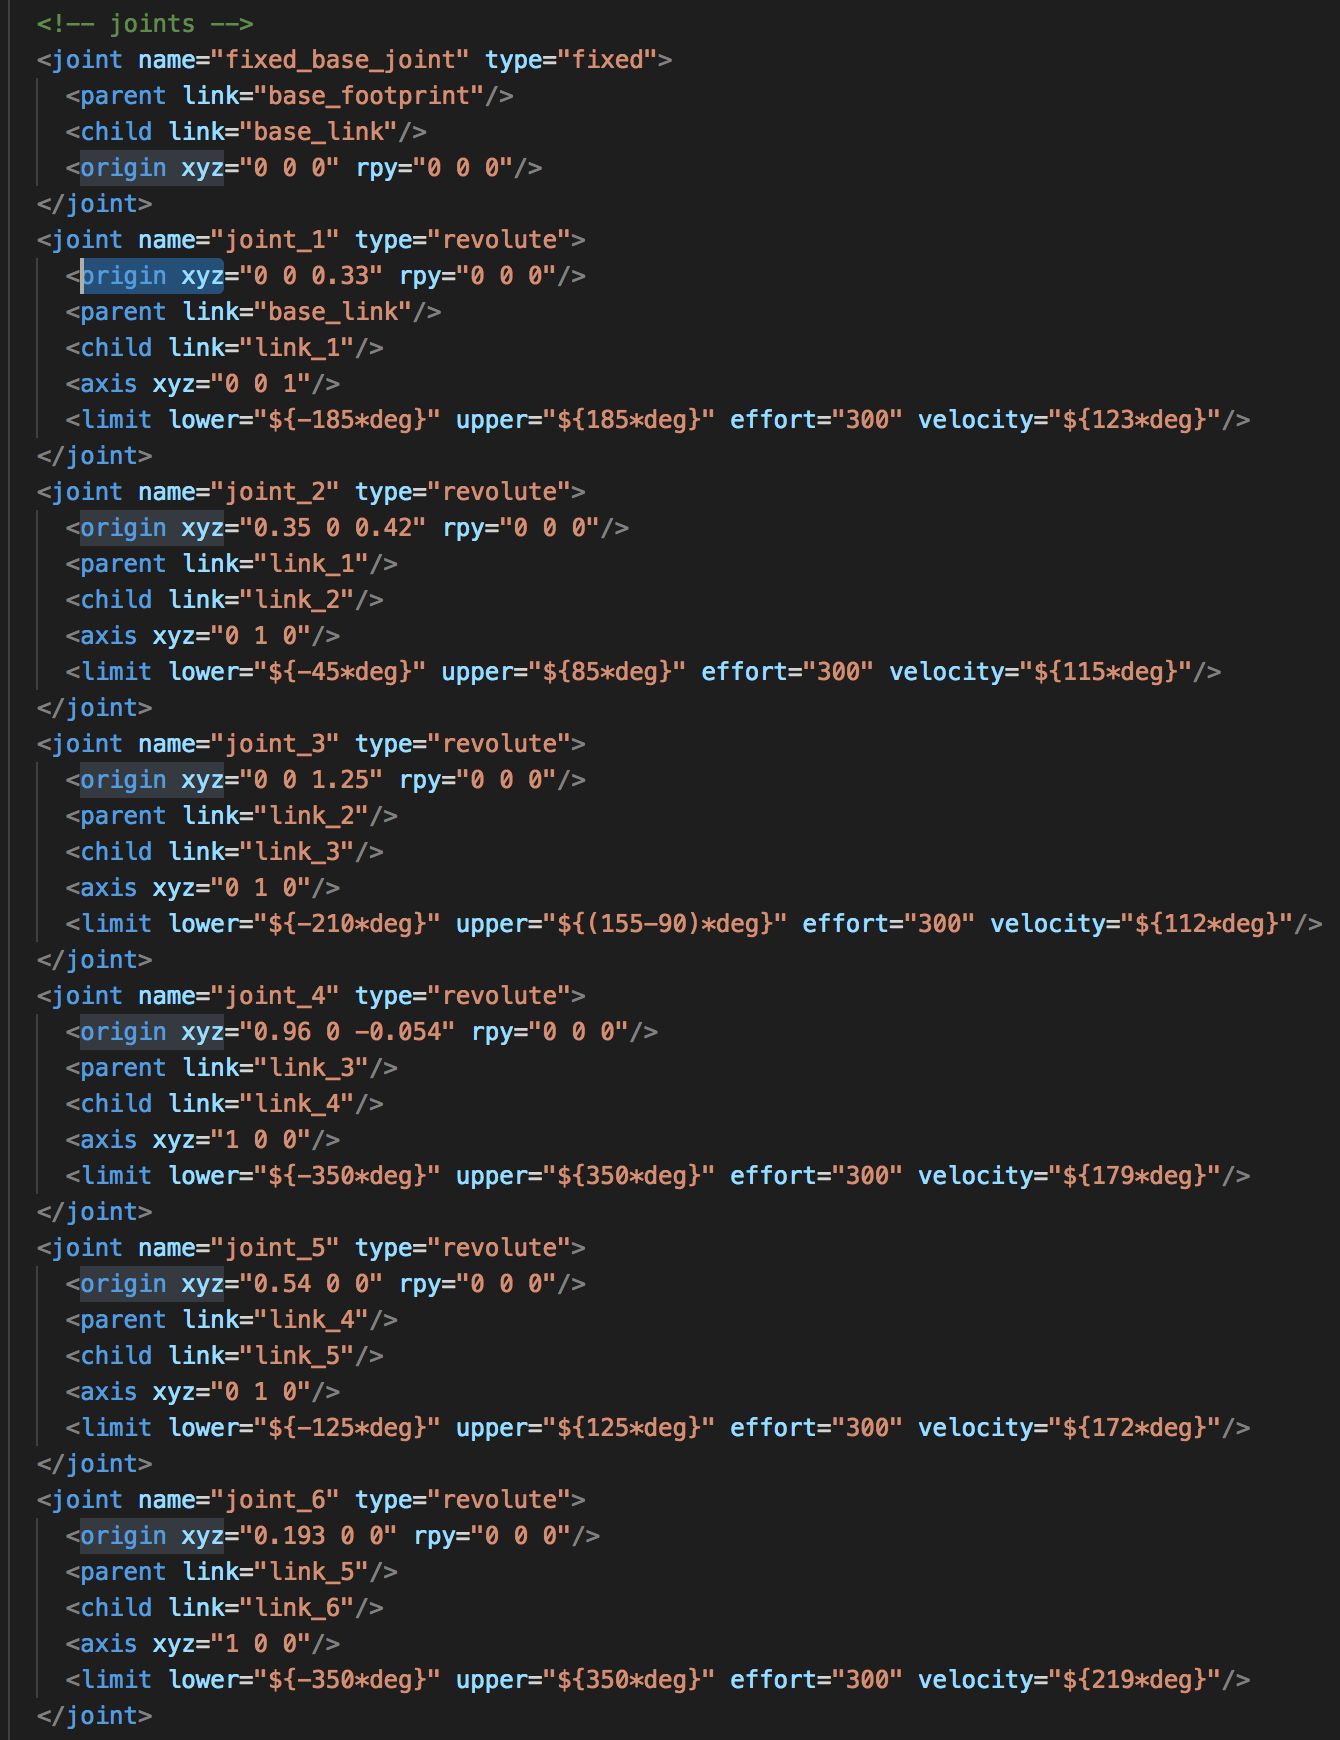 <!-- joints -->
<joint name="fixed_base_joint" type="fixed">
  <parent link="base_footprint"/>
  <child link="base_link"/>
  <origin xyz="0 0 0" rpy="0 0 0"/>
</joint>
<joint name="joint_1" type="revolute">
  <origin xyz="0 0 0.33" rpy="0 0 0"/>
  <parent link="base_link"/>
  <child link="link_1"/>
  <axis xyz="0 0 1"/>
  <limit lower="${-185*deg}" upper="${185*deg}" effort="300" velocity="${123*deg}"/>
</joint>
<joint name="joint_2" type="revolute">
  <origin xyz="0.35 0 0.42" rpy="0 0 0"/>
  <parent link="link_1"/>
  <child link="link_2"/>
  <axis xyz="0 1 0"/>
  <limit lower="${-45*deg}" upper="${85*deg}" effort="300" velocity="${115*deg}"/>
</joint>
<joint name="joint_3" type="revolute">
  <origin xyz="0 0 1.25" rpy="0 0 0"/>
  <parent link="link_2"/>
  <child link="link_3"/>
  <axis xyz="0 1 0"/>
  <limit lower="${-210*deg}" upper="${(155-90)*deg}" effort="300" velocity="${112*deg}"/>
</joint>
<joint name="joint_4" type="revolute">
  <origin xyz="0.96 0 -0.054" rpy="0 0 0"/>
  <parent link="link_3"/>
  <child link="link_4"/>
  <axis xyz="1 0 0"/>
  <limit lower="${-350*deg}" upper="${350*deg}" effort="300" velocity="${179*deg}"/>
</joint>
<joint name="joint_5" type="revolute">
  <origin xyz="0.54 0 0" rpy="0 0 0"/>
  <parent link="link_4"/>
  <child link="link_5"/>
  <axis xyz="0 1 0"/>
  <limit lower="${-125*deg}" upper="${125*deg}" effort="300" velocity="${172*deg}"/>
</joint>
<joint name="joint_6" type="revolute">
  <origin xyz="0.193 0 0" rpy="0 0 0"/>
  <parent link="link_5"/>
  <child link="link_6"/>
  <axis xyz="1 0 0"/>
  <limit lower="${-350*deg}" upper="${350*deg}" effort="300" velocity="${219*deg}"/>
</joint>